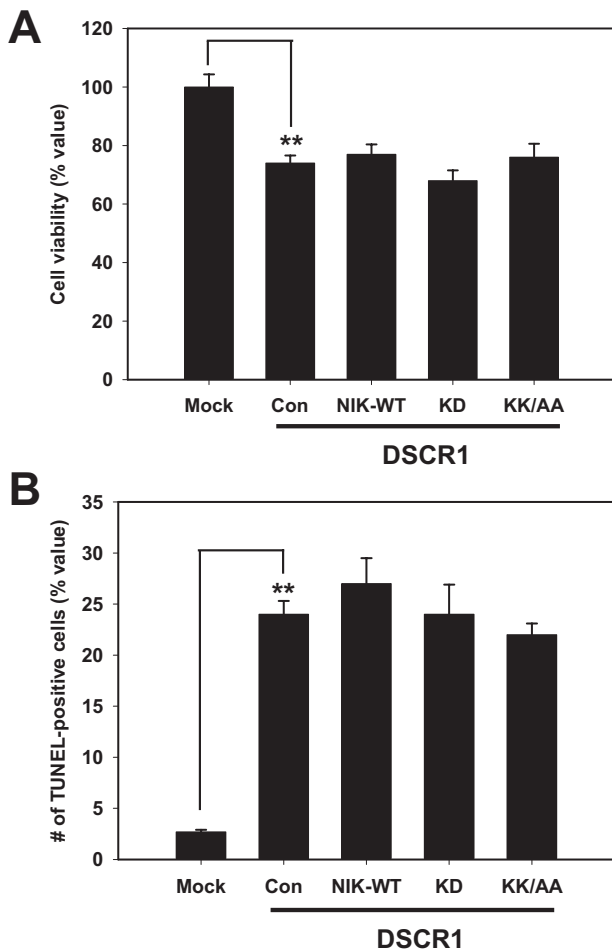 A
Cell viability (% value)
120
100
80
60
40
20
0
**
Mock Con NIK-WT KD KK/AA
DSCR1
B
# of TUNEL-positive cells (% value)
35
30
25
20
15
10
5
0
**
Mock Con NIK-WT KD KK/AA
DSCR1